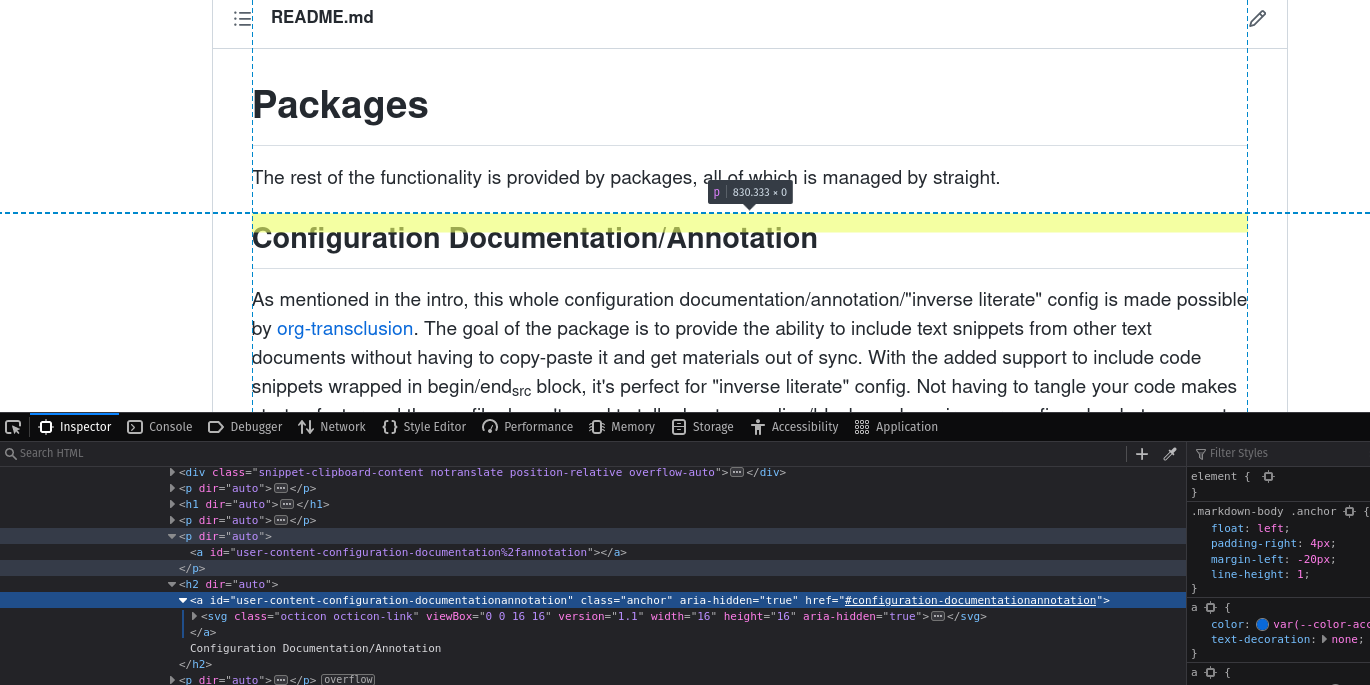 README.md
Packages
The rest of the functionality is provided by packages, all of which is managed by straight.
p 830.333 × 0
Configuration Documentation/Annotation
As mentioned in the intro, this whole configuration documentation/annotation/"inverse literate" config is made possible
by org-transclusion. The goal of the package is to provide the ability to include text snippets from other text
documents without having to copy-paste it and get materials out of sync. With the added support to include code
snippets wrapped in begin/endsrc block, it's perfect for "inverse literate" config. Not having to tangle your code makes
Inspector Console Debugger Network Style Editor Performance Memory Storage Accessibility Application
Search HTML
Filter Styles
<div class="snippet-clipboard-content notranslate position-relative overflow-auto"></div>
<p dir="auto"></p>
<h1 dir="auto"></h1>
<p dir="auto"></p>
<p dir="auto">
<a id="user-content-configuration-documentation%2fannotation"></a>
</p>
<h2 dir="auto">
<a id="user-content-configuration-documentationannotation" class="anchor" aria-hidden="true" href="#configuration-documentationannotation">
<svg class="octicon octicon-link" viewBox="0 0 16 16" version="1.1" width="16" height="16" aria-hidden="true"></svg>
</a>
Configuration Documentation/Annotation
</h2>
<p dir="auto"></p> overflow
element {
}
.markdown-body .anchor {
float: left;
padding-right: 4px;
margin-left: -20px;
line-height: 1;
}
a {
color: var(--color-acc
text-decoration: none;
}
a {